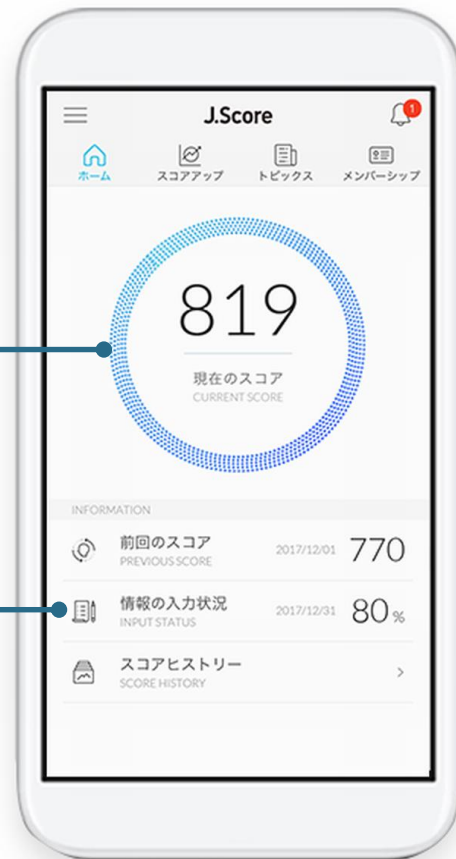 J.Score
1
ホーム
スコアアップ
トピックス
メンバーシップ
819
現在のスコア
CURRENT SCORE
INFORMATION
前回のスコア
PREVIOUS SCORE
2017/12/01
770
情報の入力状況
INPUT STATUS
2017/12/31
80%
スコアヒストリー
SCORE HISTORY